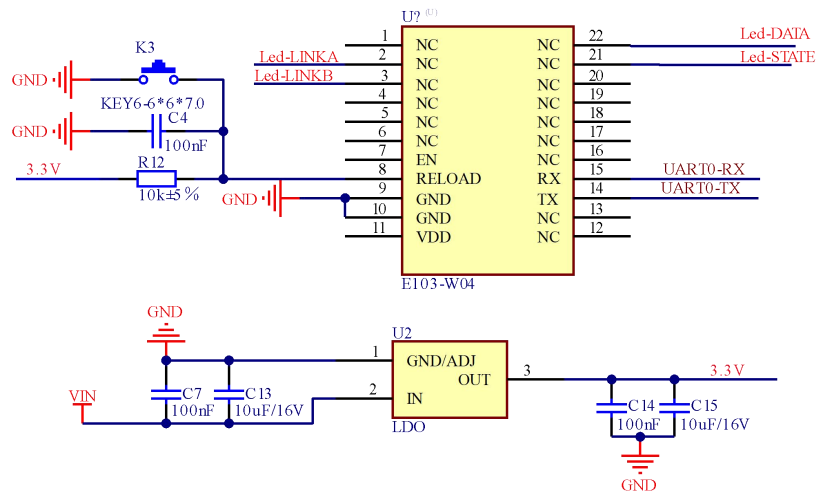 U? (U)
K3
GND
KEY6-6*6*7.0
GND
C4
100nF
3.3V
R12
10k±5%
Led-LINKA
Led-LINKB
GND
1 NC NC 22 Led-DATA
2 NC NC 21 Led-STATE
3 NC NC 20
4 NC NC 19
5 NC NC 18
6 NC NC 17
7 EN NC 16
8 RELOAD RX 15 UART0-RX
9 GND TX 14 UART0-TX
10 GND NC 13
11 VDD NC 12
E103-W04
GND
U2
1 GND/ADJ
OUT 3 3.3V
2 IN
LDO
VIN
C7
100nF
C13
10uF/16V
C14
100nF
C15
10uF/16V
GND